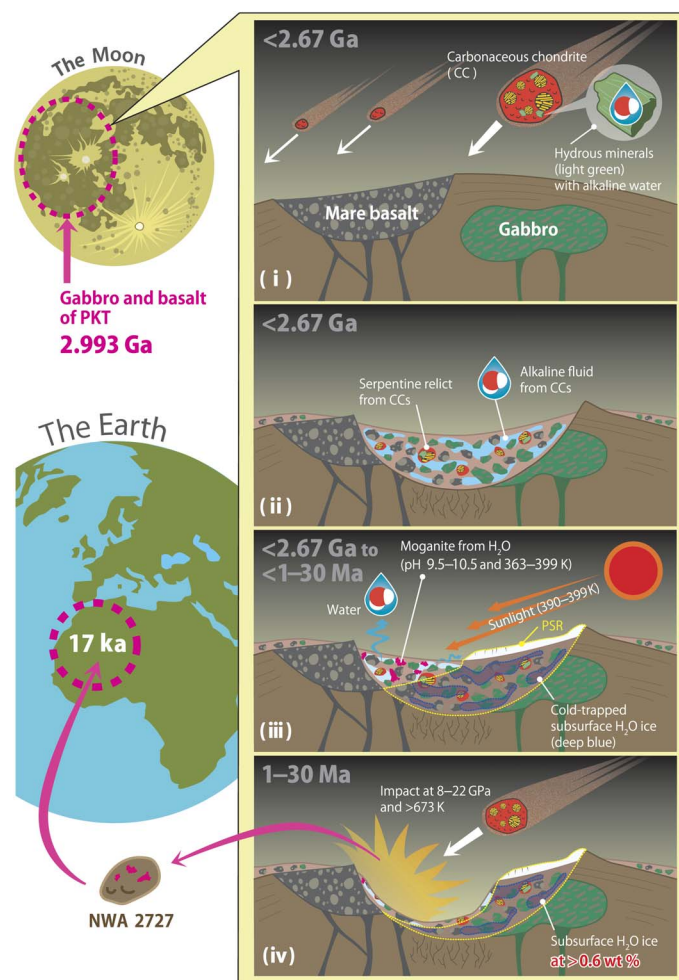 The Moon
Gabbro and basalt
of PKT
2.993 Ga
The Earth
17 ka
NWA 2727
<2.67 Ga
Carbonaceous chondrite
(CC)
Hydrous minerals
(light green)
with alkaline water
Mare basalt
Gabbro
(i)
<2.67 Ga
Serpentine relict
from CCs
Alkaline fluid
from CCs
(ii)
<2.67 Ga to
<1–30 Ma
Moganite from H₂O
(pH 9.5–10.5 and 363–399 K)
Water
Sunlight (390–399 K)
PSR
Cold-trapped
subsurface H₂O ice
(deep blue)
(iii)
1–30 Ma
Impact at 8–22 GPa
and >673 K
Subsurface H₂O ice
at >0.6 wt %
(iv)